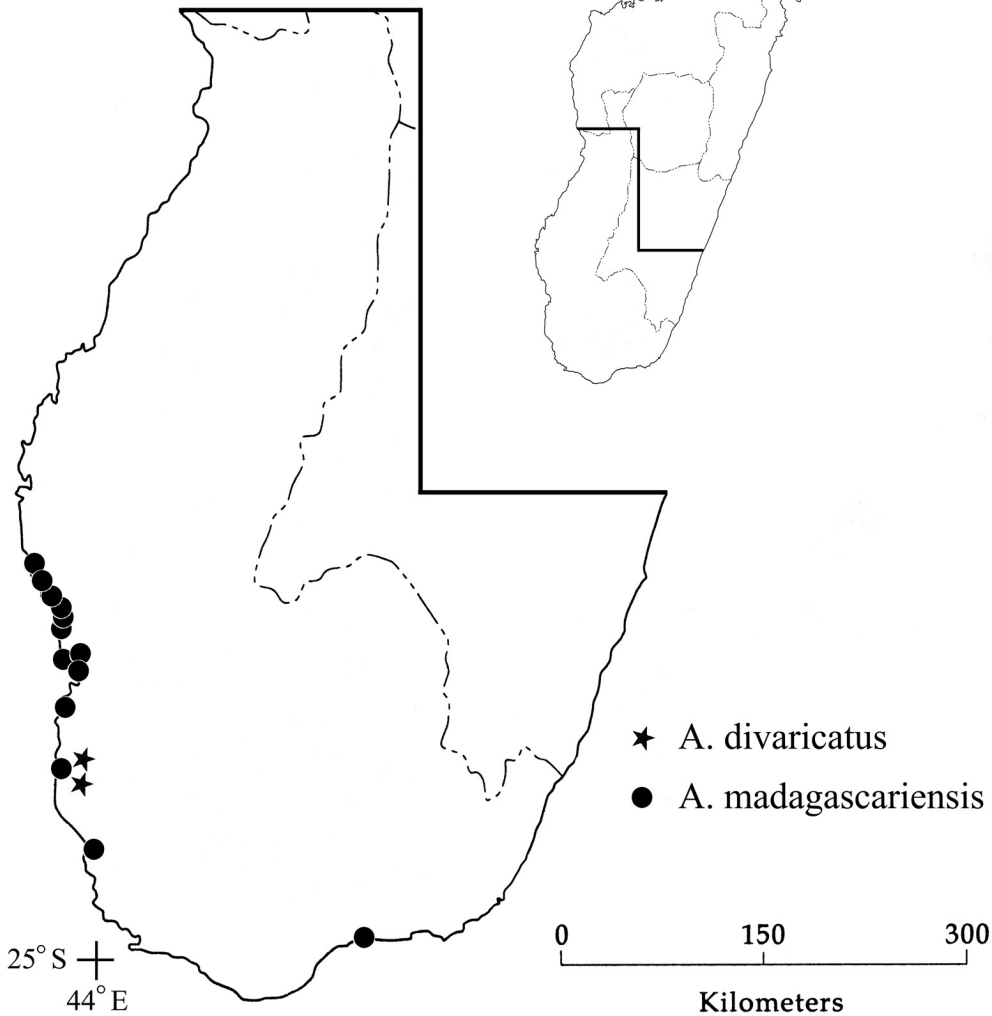 A. divaricatus
A. madagascariensis
0 150 300
Kilometers
25° S
44° E